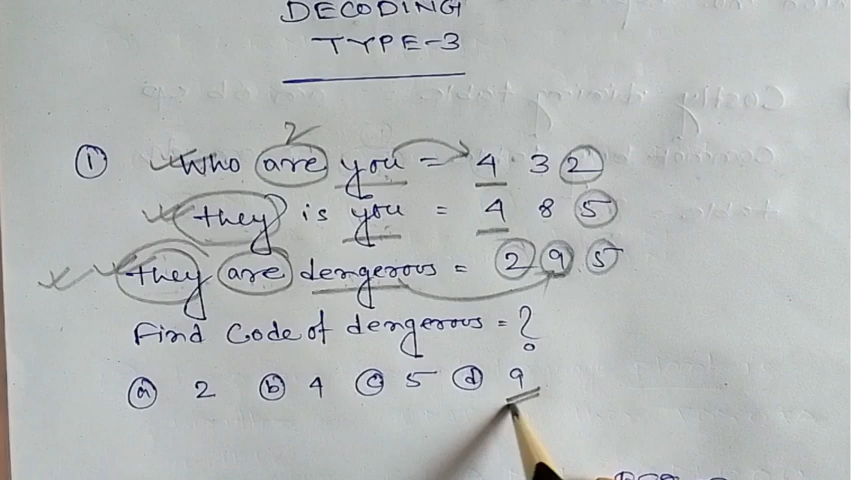 DECODING
TYPE-3
① Who are you = 4 3 2
they is you = 4 8 5
they are dengerous = 2 9 5
Find Code of dengerous = ?
ⓐ 2 ⓑ 4 ⓒ 5 ⓓ 9